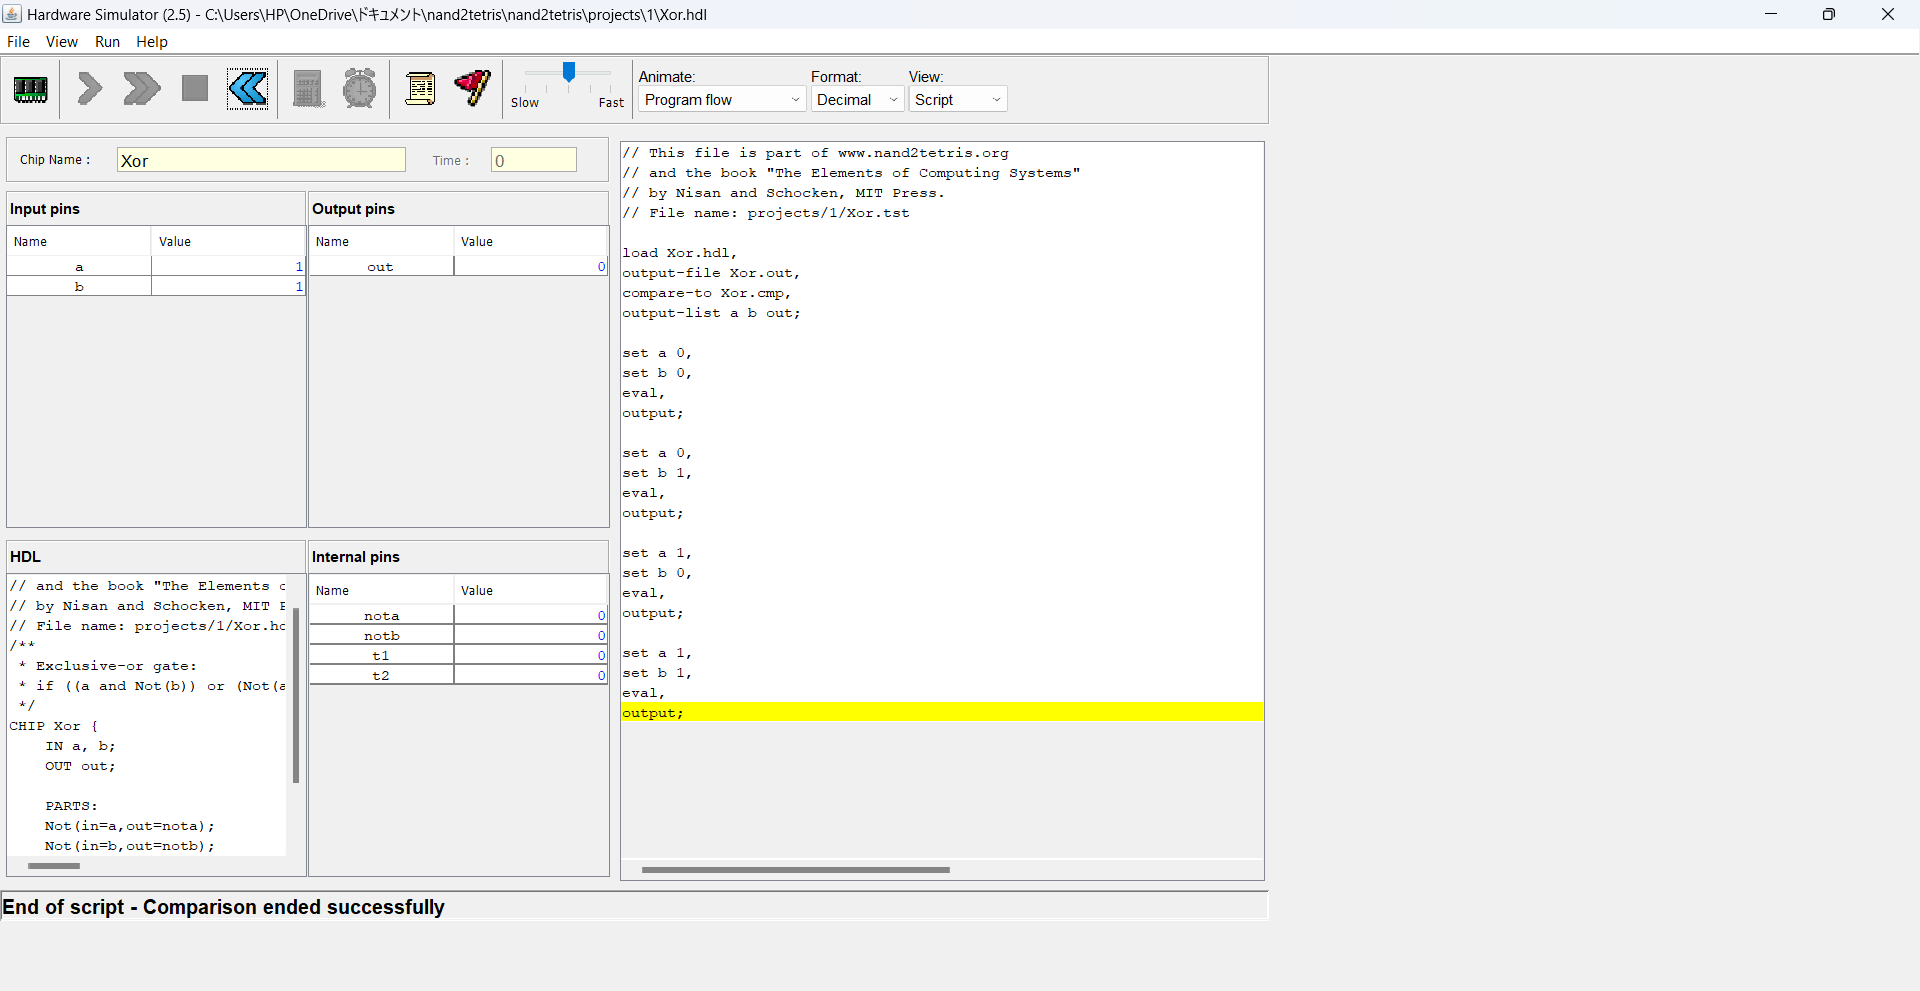 Hardware Simulator (2.5) - C:\Users\HP\OneDrive\ドキュメント\nand2tetris\nand2tetris\projects\1\Xor.hdl
File View Run Help
Slow Fast
Animate: Format: View:
Program flow Decimal Script
Chip Name : Xor Time : 0
Input pins
Name Value
a 1
b 1
Output pins
Name Value
out 0
HDL
// and the book "The Elements
// by Nisan and Schocken, MIT
// File name: projects/1/Xor.hd
/**
* Exclusive-or gate:
* if ((a and Not(b)) or (Not(a
*/
CHIP Xor {
IN a, b;
OUT out;
PARTS:
Not(in=a,out=nota);
Not(in=b,out=notb);
Internal pins
Name Value
nota 0
notb 0
t1 0
t2 0
// This file is part of www.nand2tetris.org
// and the book "The Elements of Computing Systems"
// by Nisan and Schocken, MIT Press.
// File name: projects/1/Xor.tst
load Xor.hdl,
output-file Xor.out,
compare-to Xor.cmp,
output-list a b out;
set a 0,
set b 0,
eval,
output;
set a 0,
set b 1,
eval,
output;
set a 1,
set b 0,
eval,
output;
set a 1,
set b 1,
eval,
output;
End of script - Comparison ended successfully